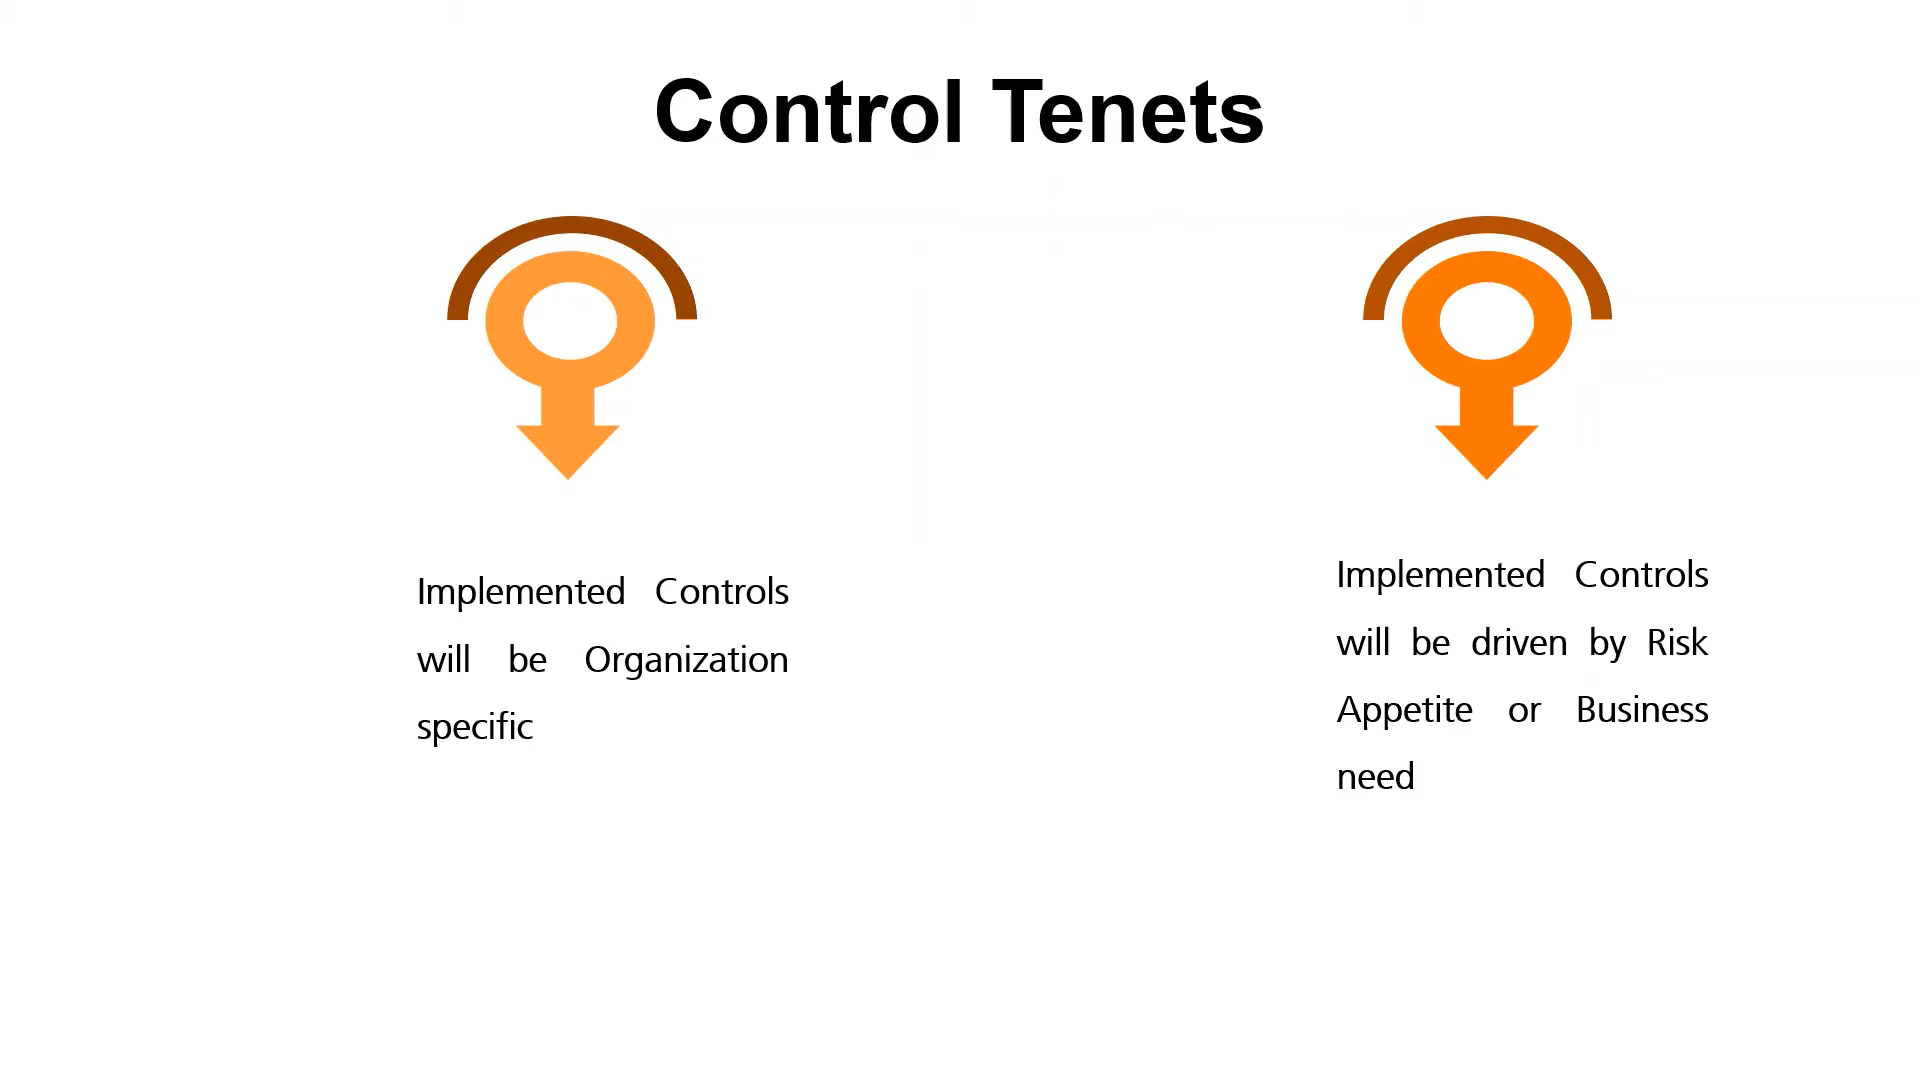 Control Tenets
Implemented Controls
will be Organization
specific
Implemented Controls
will be driven by Risk
Appetite or Business
need